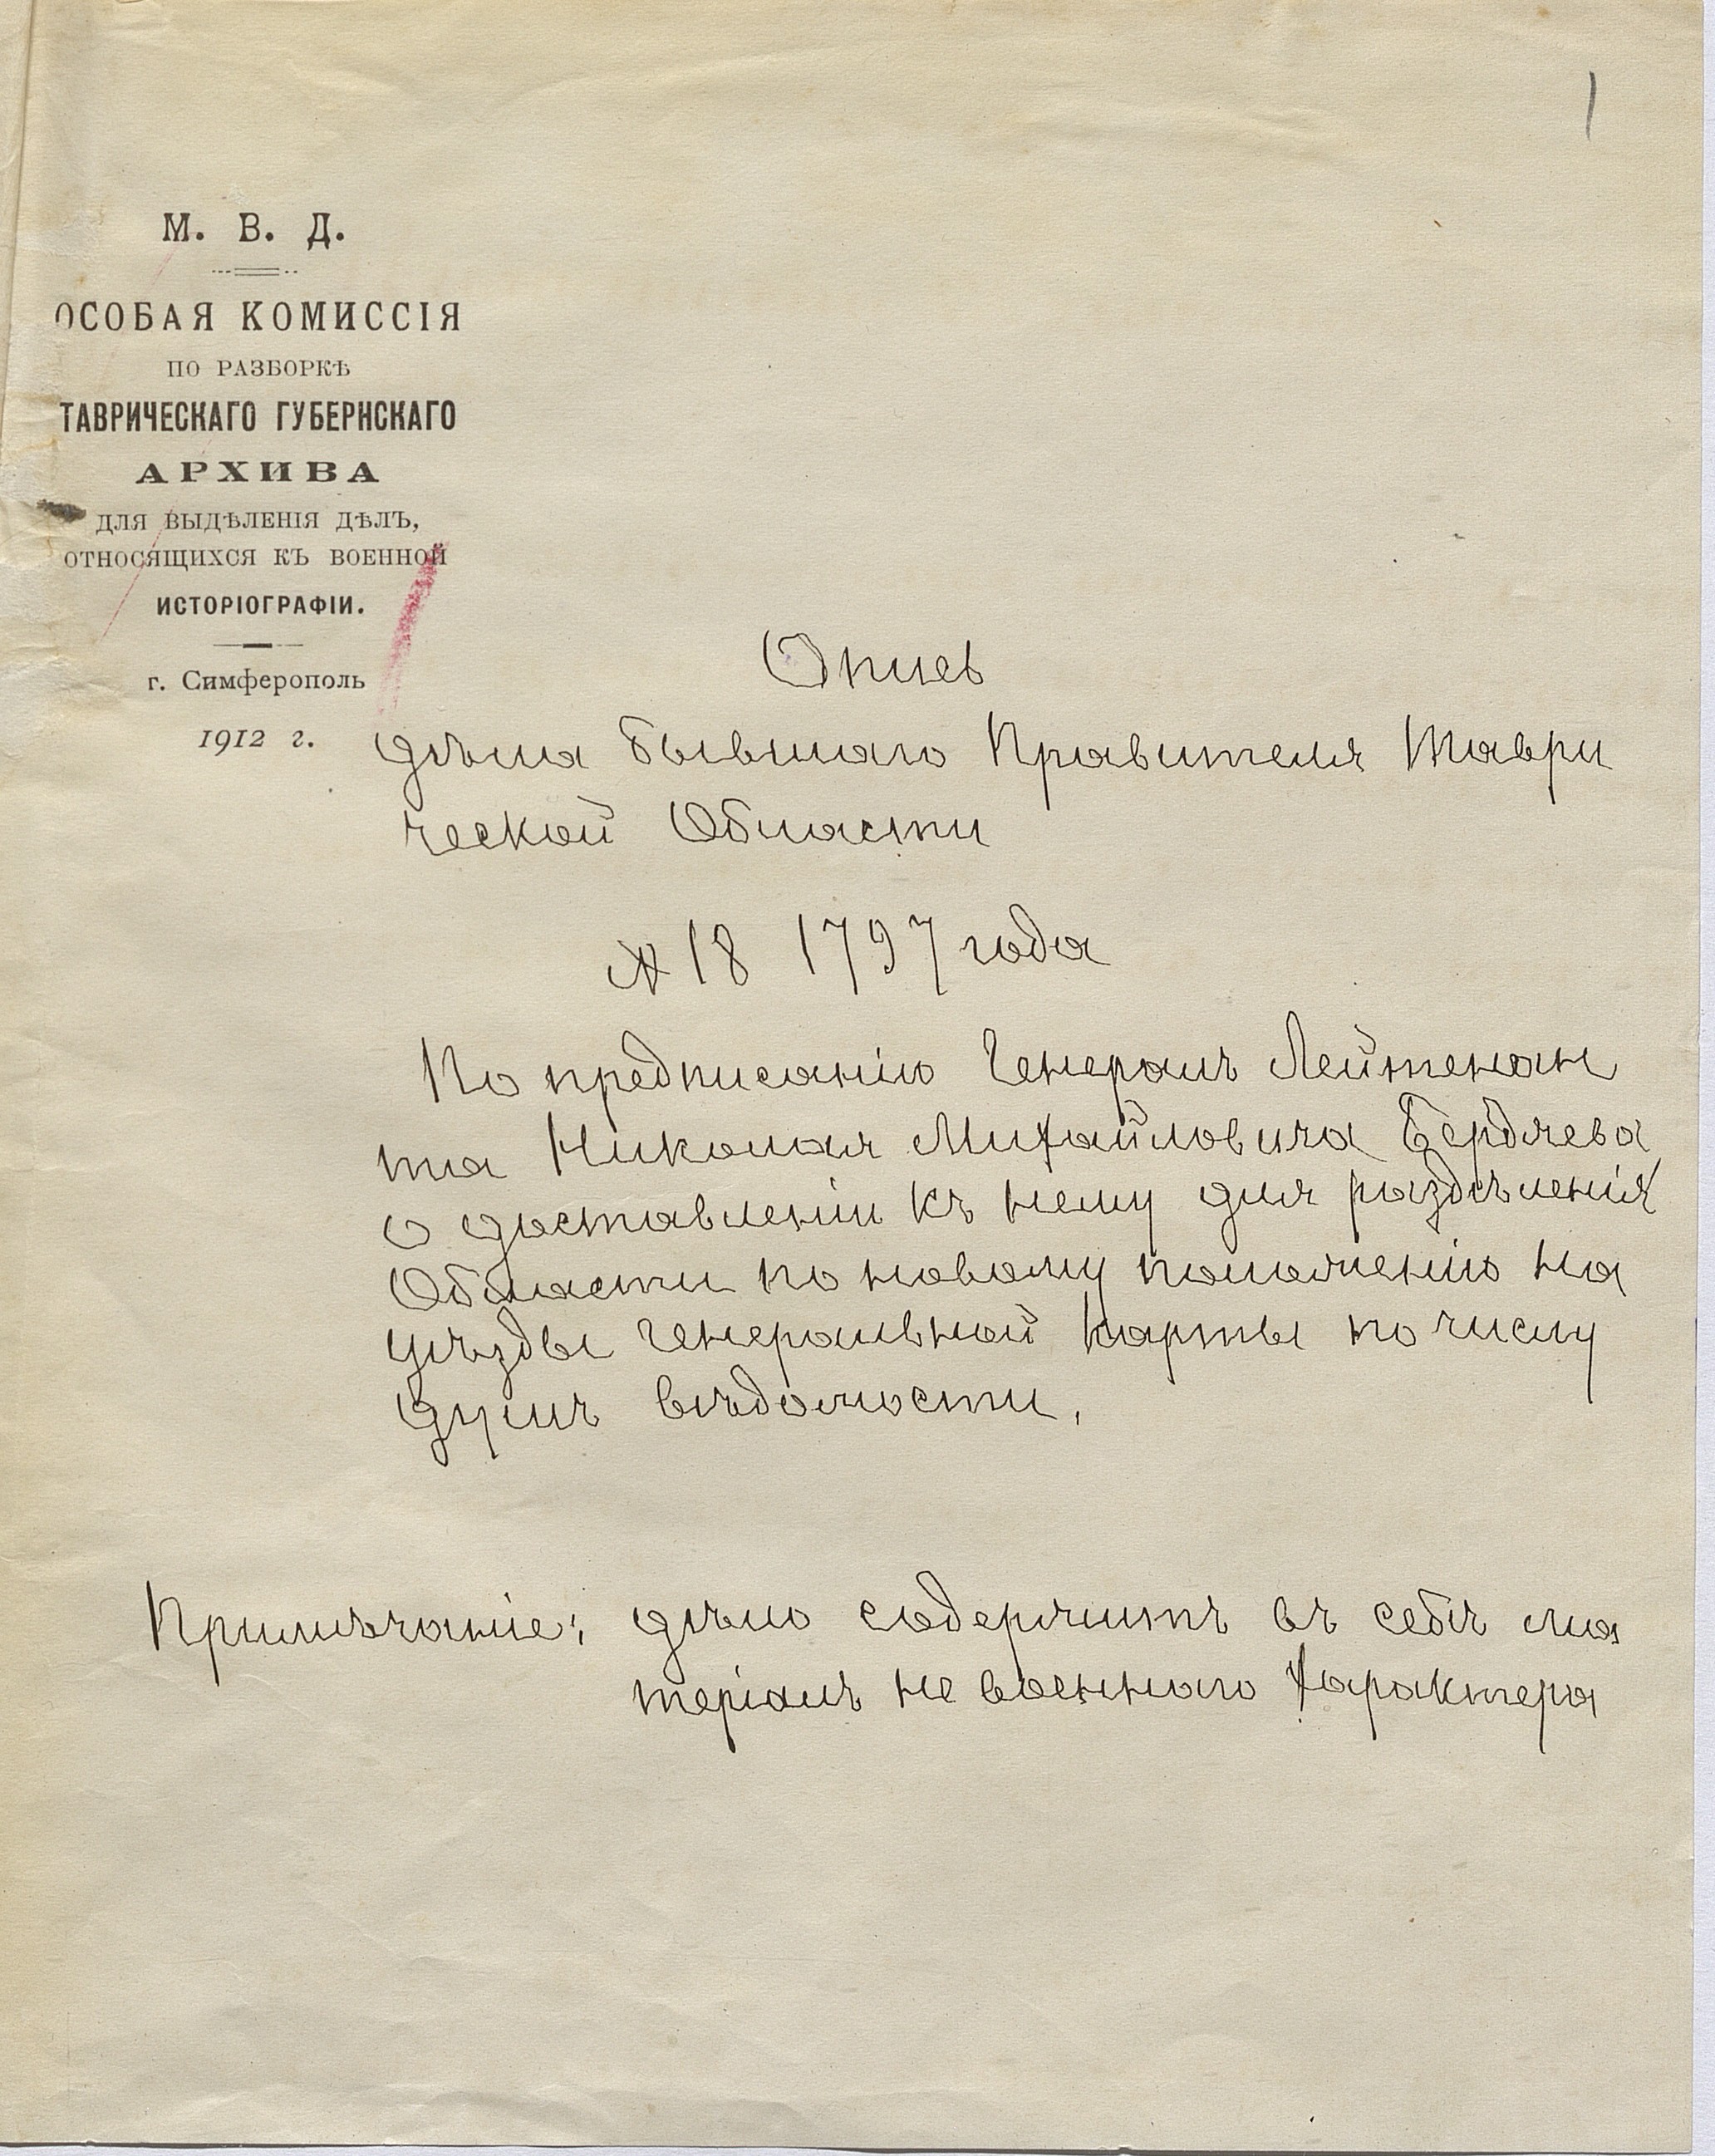 1
М. В. Д.
ОСОБАЯ КОМИССІЯ
ПО РАЗБОРКѢ
ТАВРИЧЕСКАГО ГУБЕРНСКАГО
АРХИВА
ДЛЯ ВЫДѢЛЕНІЯ ДѢЛЪ,
ОТНОСЯЩИХСЯ КЪ ВОЕННОЙ
ИСТОРІОГРАФІИ.
г. Симферополь
1912 г.
Опись
дѣла бывшаго Правителя Таври
ческой Области
№ 18 1797 года
По предписанію Генералъ Лейтенан
та Николая Михайловича Бердяева
о доставленіи къ нему для раздѣленія
Области по новому положенію на
уѣзды генеральной карты по числу
душъ вѣдомости.
Примѣчаніе: дѣло содержитъ въ себѣ ма
теріалъ не военнаго характера